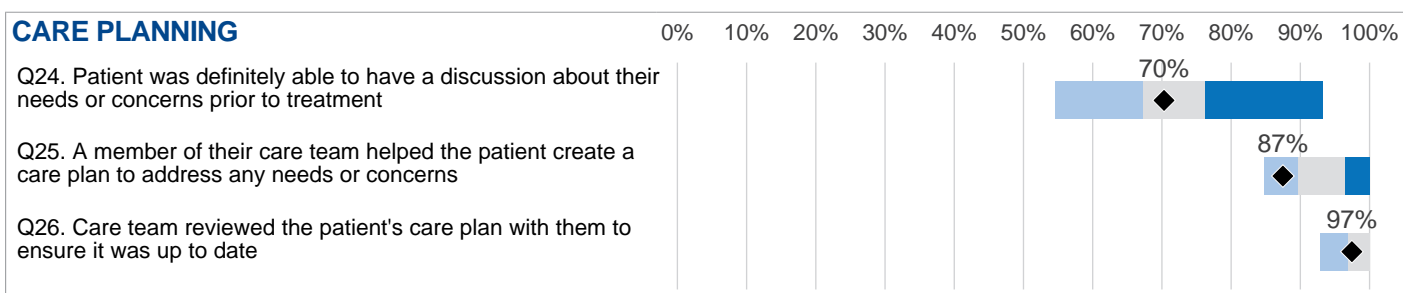 CARE PLANNING
0% 10% 20% 30% 40% 50% 60% 70% 80% 90% 100%
Q24. Patient was definitely able to have a discussion about their
needs or concerns prior to treatment
70%
Q25. A member of their care team helped the patient create a
care plan to address any needs or concerns
87%
Q26. Care team reviewed the patient's care plan with them to
ensure it was up to date
97%